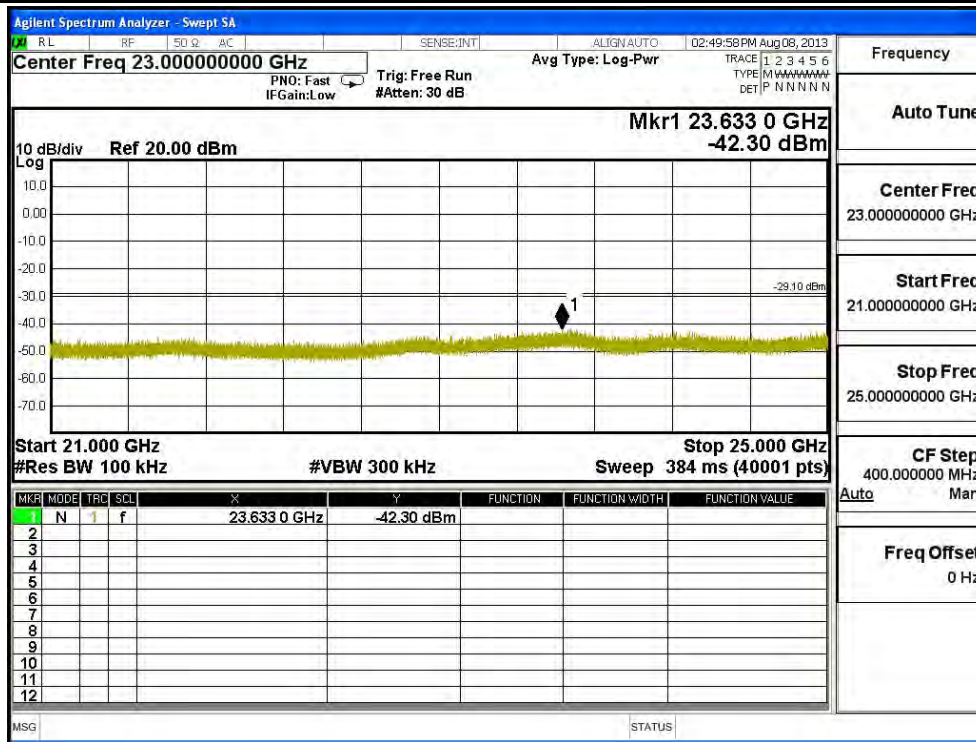 Agilent Spectrum Analyzer - Swept SA
RL RF 50 Ω AC SENSE:INT ALIGNAUTO 02:49:58 PM Aug 08, 2013
Center Freq 23.000000000 GHz
PNO: Fast
IFGain:Low
Trig: Free Run
#Atten: 30 dB
Avg Type: Log-Pwr
TRACE 1 2 3 4 5 6
TYPE MWWWWW
DET P N N N N N
Mkr1 23.633 0 GHz
-42.30 dBm
10 dB/div Ref 20.00 dBm
Log
10.0
0.00
-10.0
-20.0
-29.10 dBm
-30.0
1
-40.0
-50.0
-60.0
-70.0
Start 21.000 GHz Stop 25.000 GHz
#Res BW 100 kHz #VBW 300 kHz Sweep 384 ms (40001 pts)
MKR MODE TRC SCL X Y FUNCTION FUNCTION WIDTH FUNCTION VALUE
1 N 1 f 23.633 0 GHz -42.30 dBm
2
3
4
5
6
7
8
9
10
11
12
MSG STATUS
Frequency
Auto Tune
Center Freq
23.000000000 GHz
Start Freq
21.000000000 GHz
Stop Freq
25.000000000 GHz
CF Step
400.000000 MHz
Auto Man
Freq Offset
0 Hz